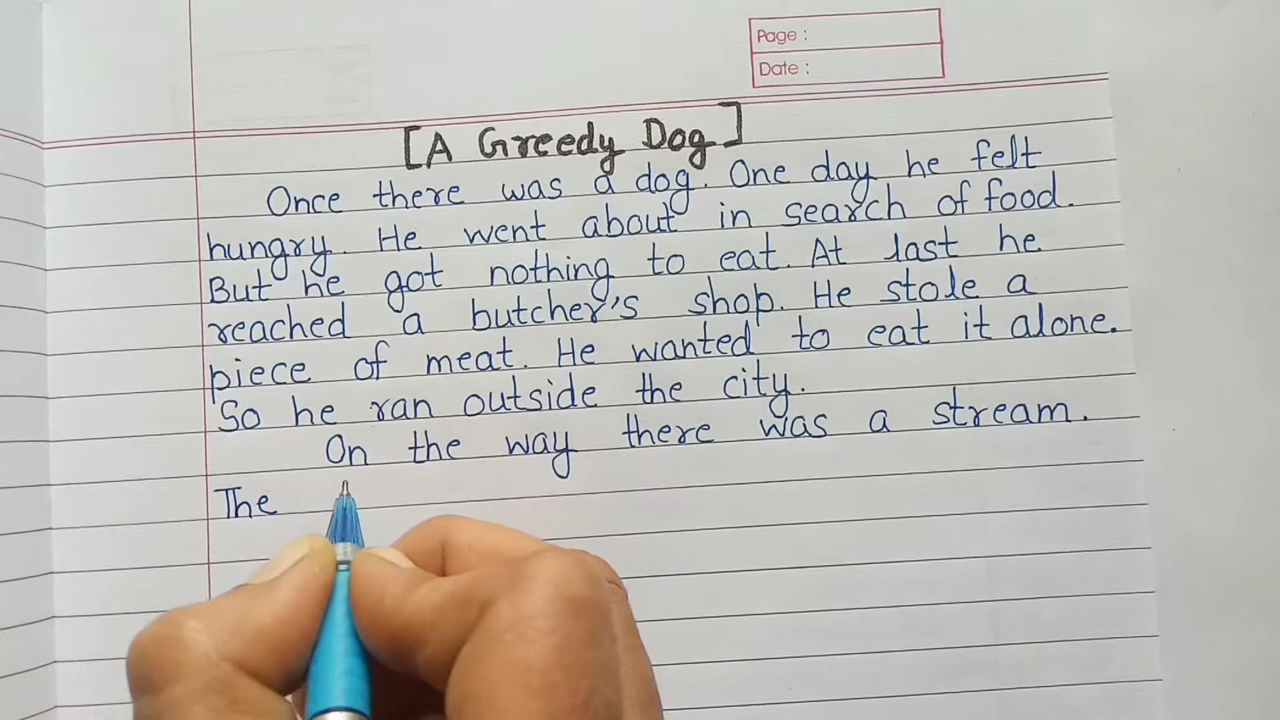 Page :
Date :
[A Greedy Dog]
Once there was a dog. One day he felt
hungry. He went about in search of food.
But he got nothing to eat. At last he
reached a butcher's shop. He stole a
piece of meat. He wanted to eat it alone.
So he ran outside the city.
On the way there was a stream.
The